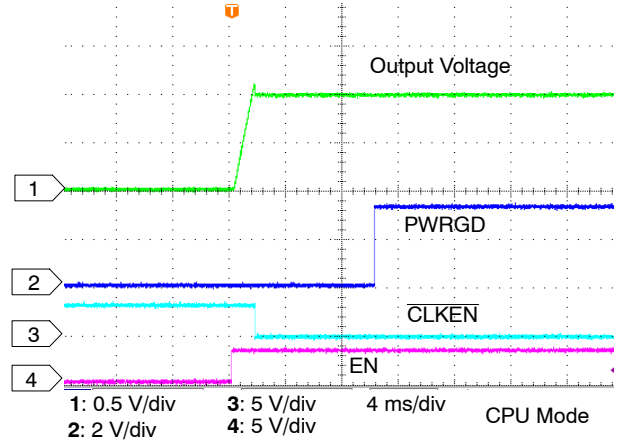 T
Output Voltage
1
PWRGD
2
CLKEN
3
EN
4
1: 0.5 V/div 3: 5 V/div 4 ms/div
2: 2 V/div 4: 5 V/div CPU Mode